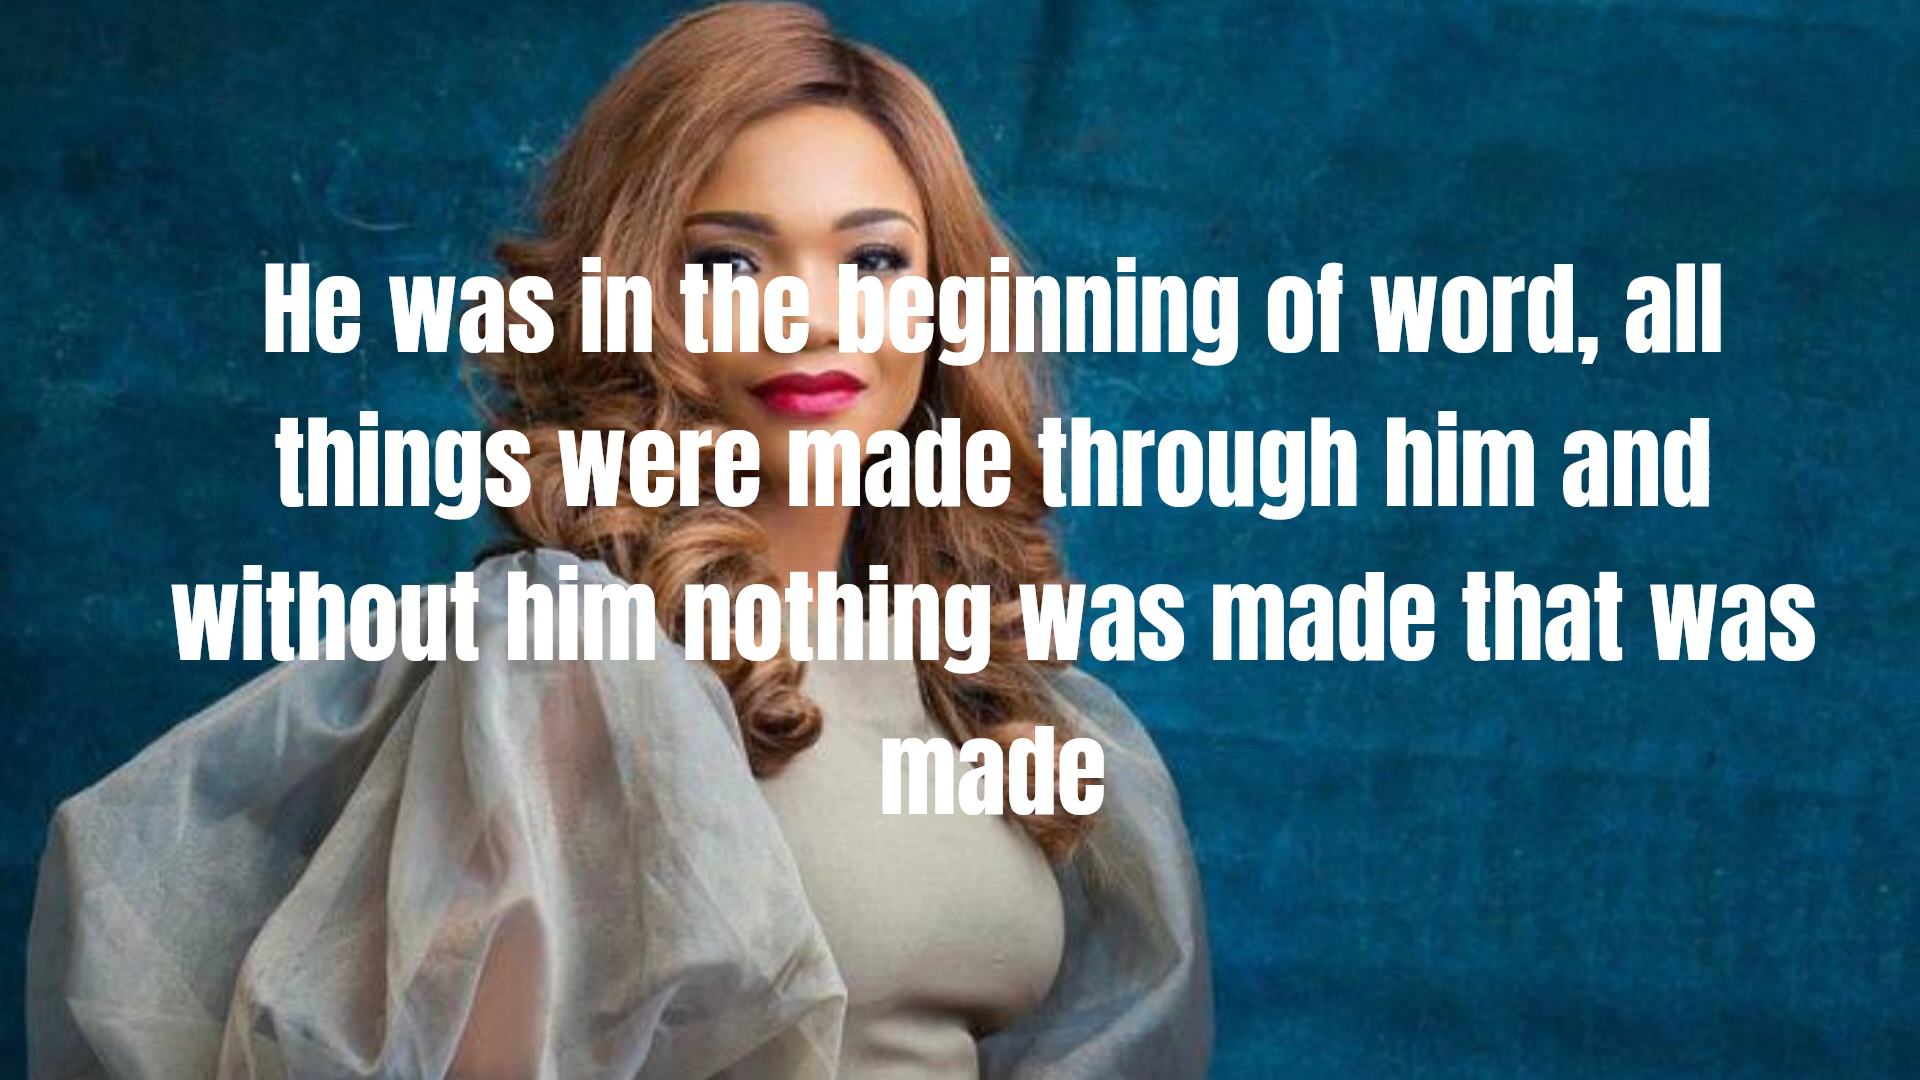 He was in the beginning of word, all
things were made through him and
without him nothing was made that was
made